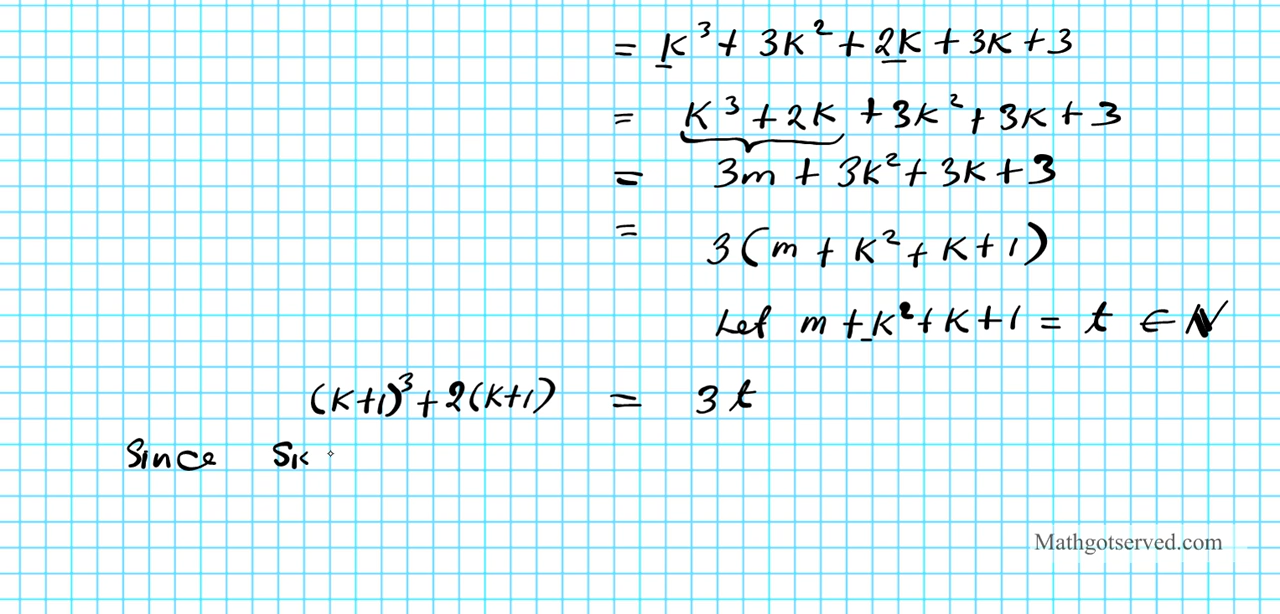 = K³ + 3K² + 2K + 3K + 3
= K³ + 2K + 3K² + 3K + 3
= 3m + 3K² + 3K + 3
= 3(m + K² + K + 1)
Let m + K² + K + 1 = t ∈ N
(K+1)³ + 2(K+1) = 3t
Since SK
Mathgotserved.com